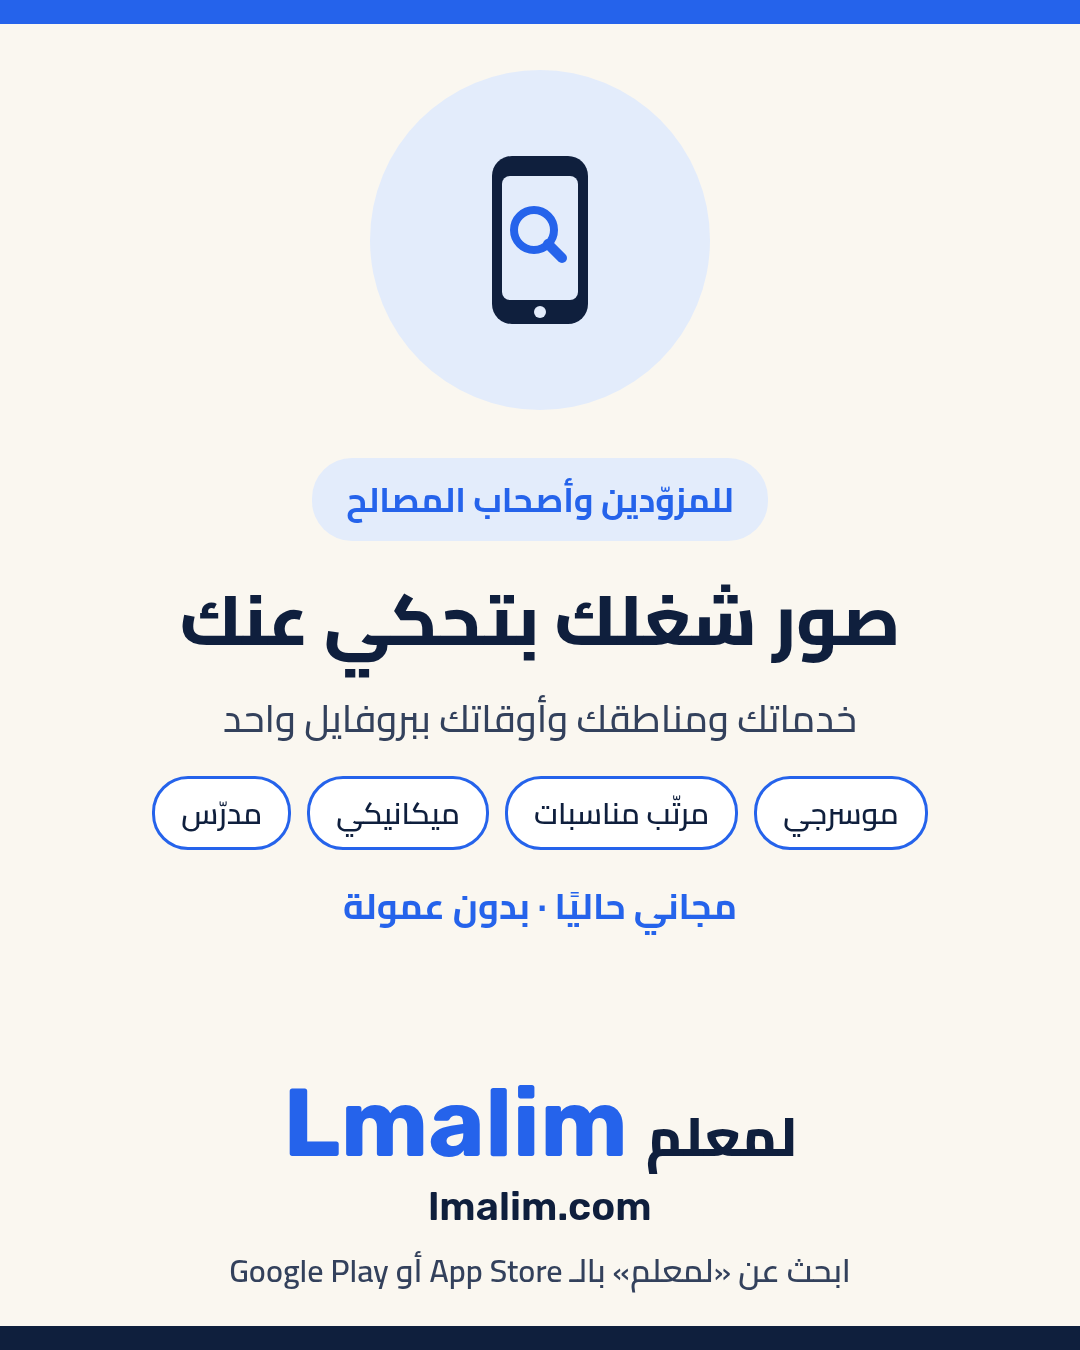 للمزوّدين وأصحاب المصالح
صور شغلك بتحكي عنك
خدماتك ومناطقك وأوقاتك ببروفايل واحد
موسرجي مرتّب مناسبات ميكانيكي مدرّس
مجاني حاليًا · بدون عمولة
لمعلم Lmalim
lmalim.com
ابحث عن «لمعلم» بالـ App Store أو Google Play